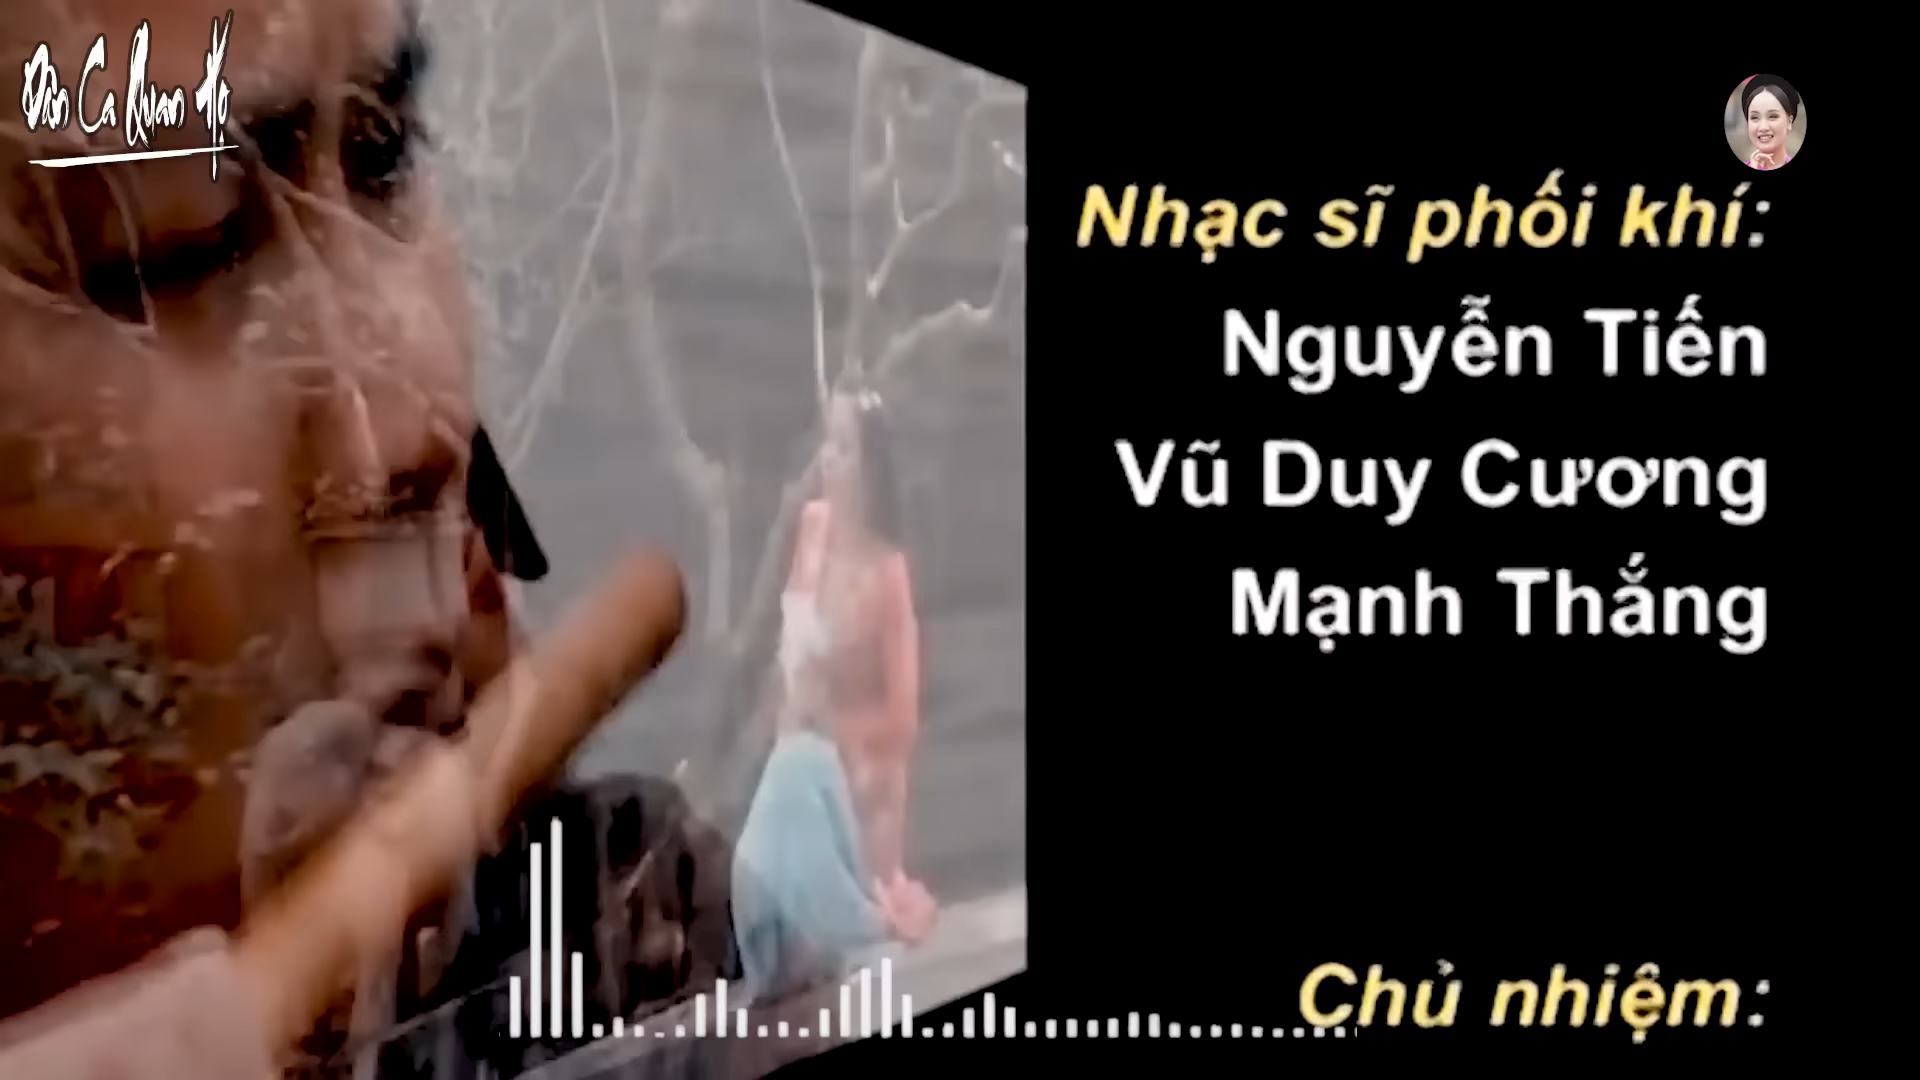 Dân Ca Quan Họ
Nhạc sĩ phối khí:
Nguyễn Tiến
Vũ Duy Cương
Mạnh Thắng
Chủ nhiệm: